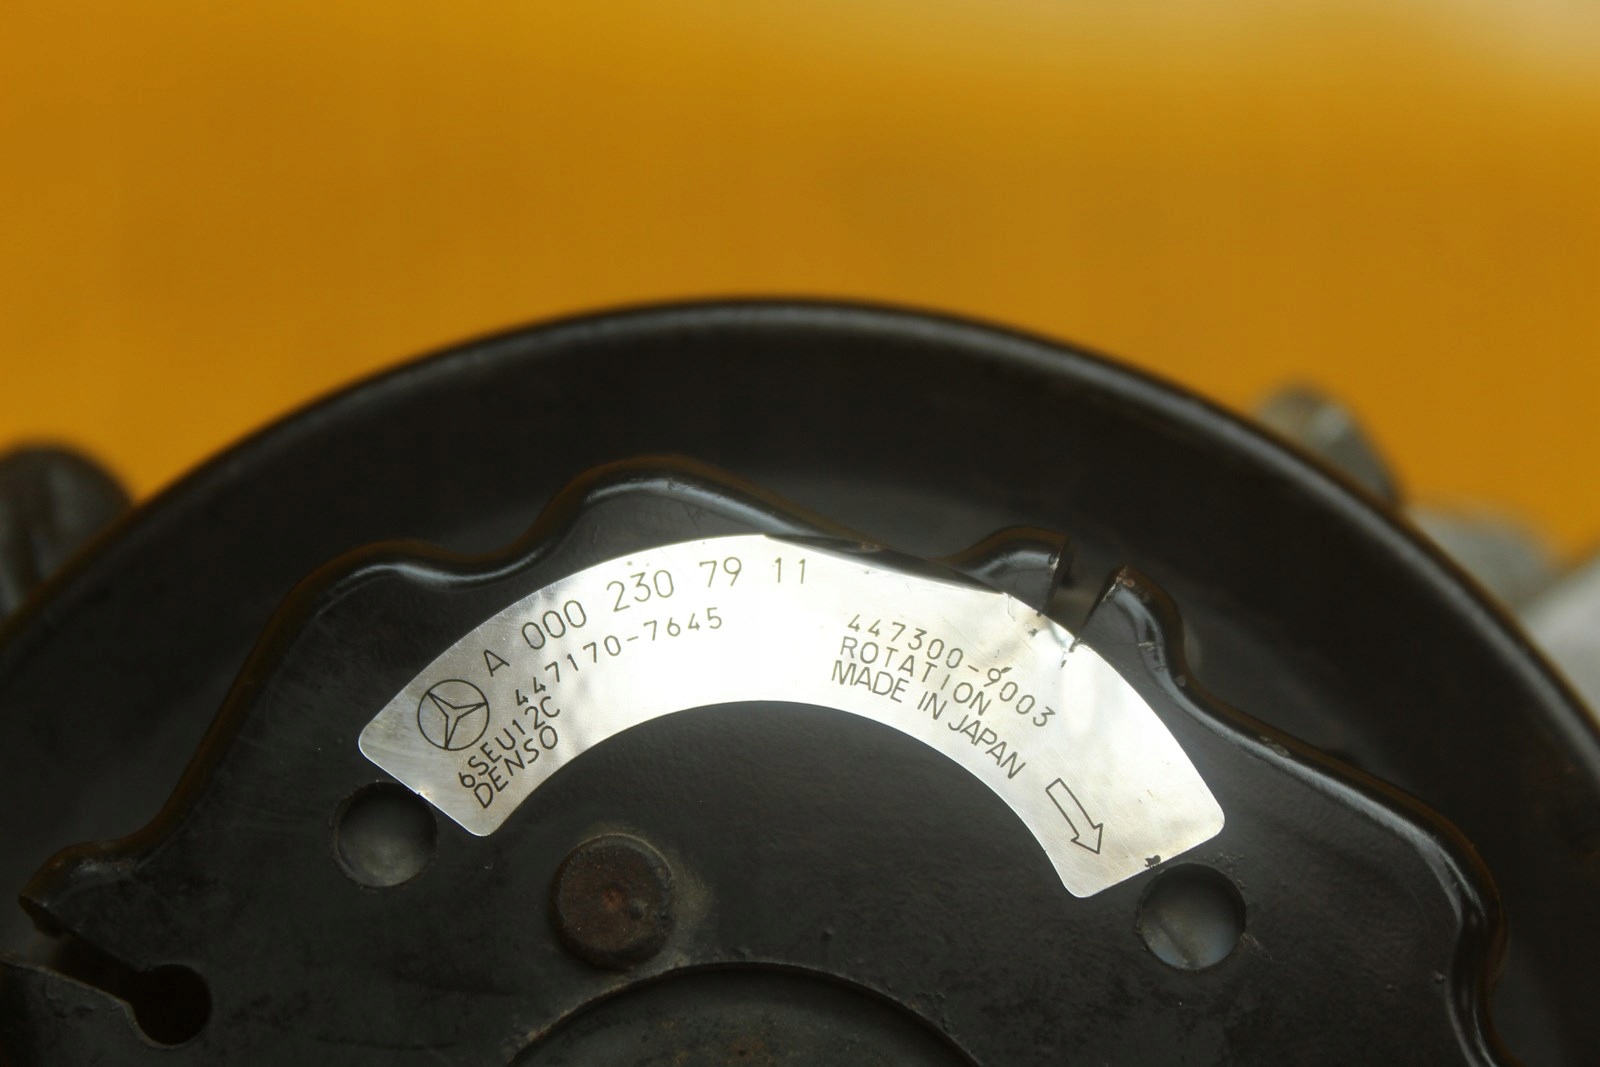 A 000 230 79 11
447170-7645
6SEU12C
DENSO
447300-9003
ROTATION
MADE IN JAPAN